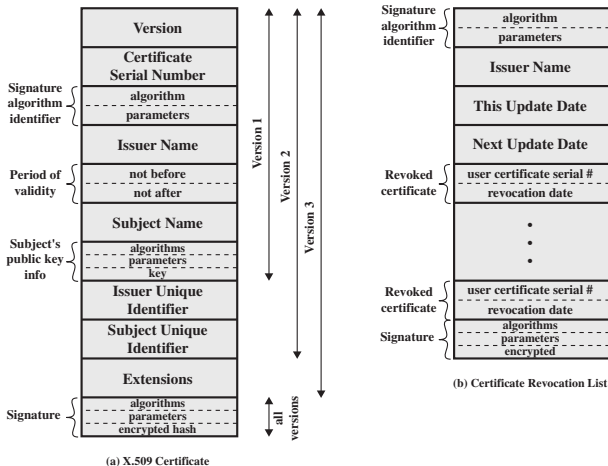 Version
Certificate
Serial Number
Signature
algorithm
identifier
algorithm
parameters
Issuer Name
Period of
validity
not before
not after
Subject Name
Subject's
public key
info
algorithms
parameters
key
Issuer Unique
Identifier
Subject Unique
Identifier
Extensions
Signature
algorithms
parameters
encrypted hash
Version 1
Version 2
Version 3
all
versions
(a) X.509 Certificate
Signature
algorithm
identifier
algorithm
parameters
Issuer Name
This Update Date
Next Update Date
Revoked
certificate
user certificate serial #
revocation date
•
•
•
Revoked
certificate
user certificate serial #
revocation date
Signature
algorithms
parameters
encrypted
(b) Certificate Revocation List